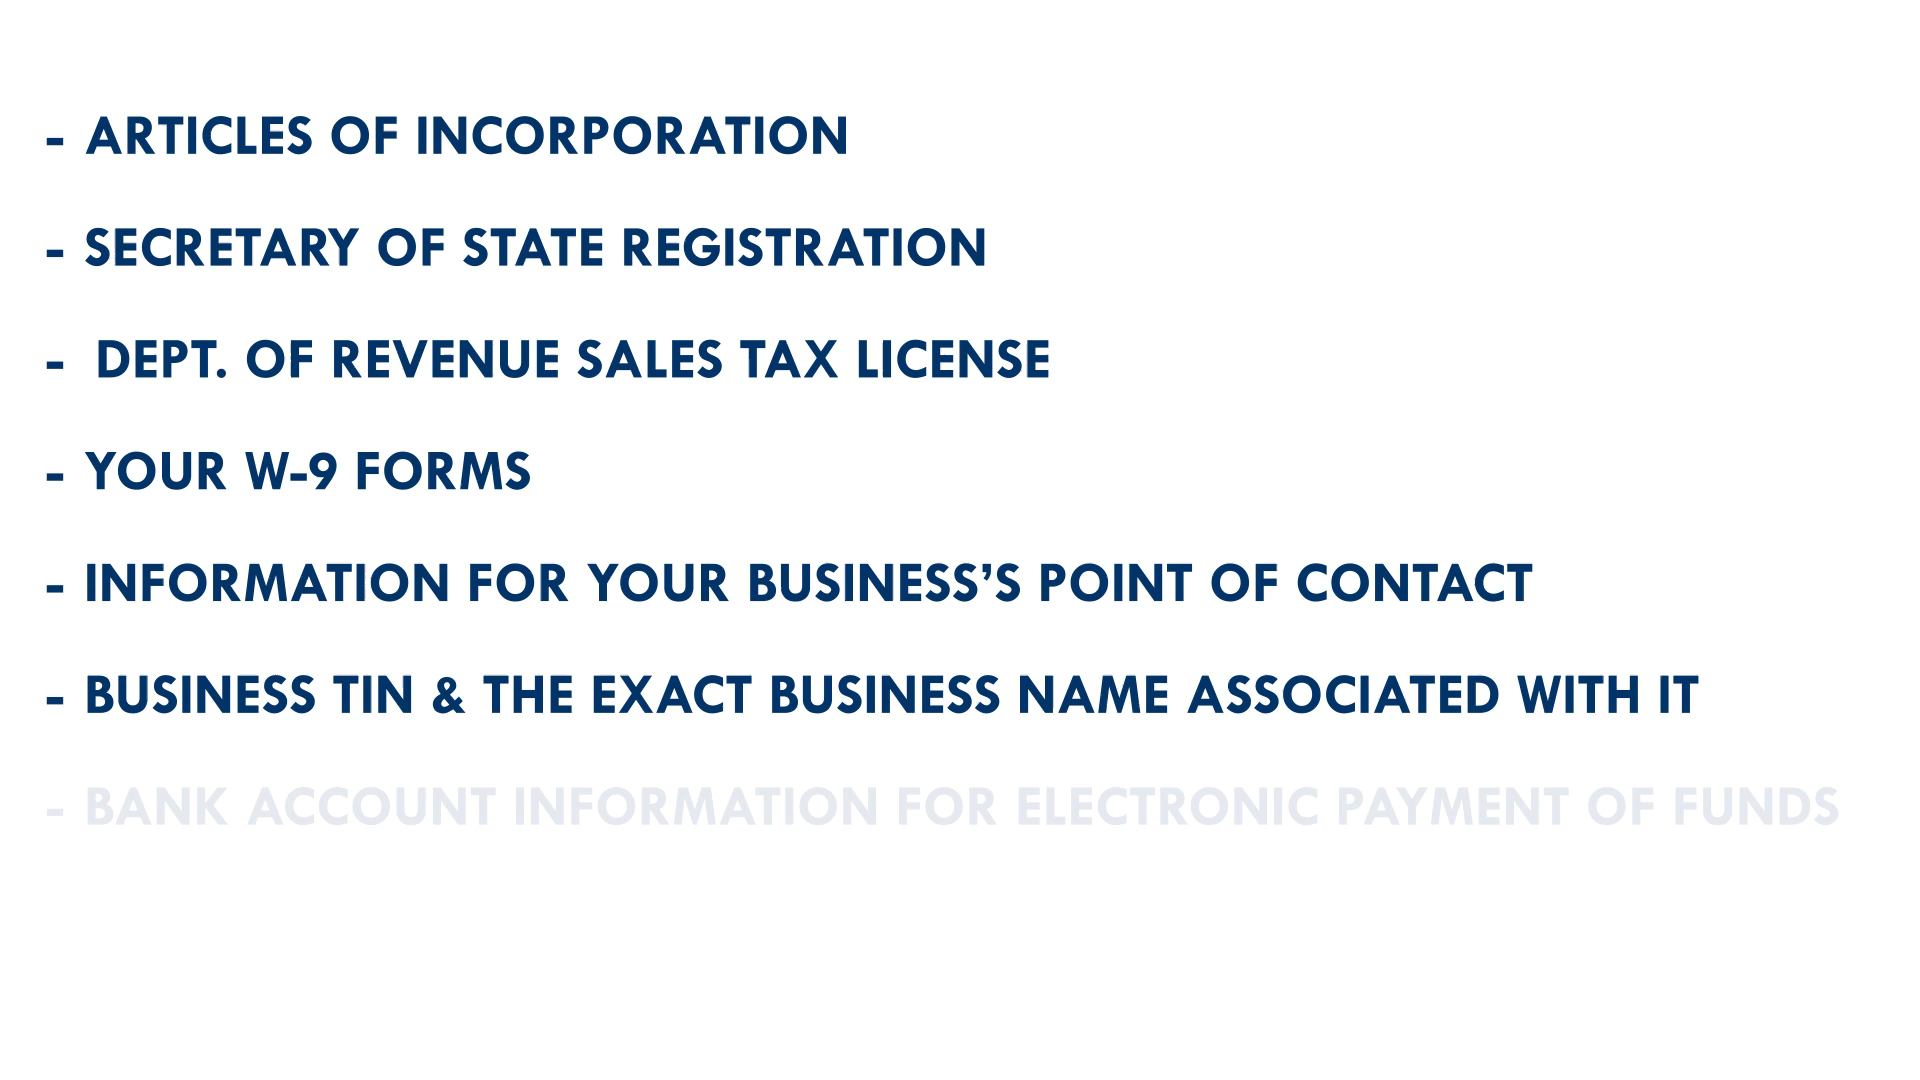 - ARTICLES OF INCORPORATION
- SECRETARY OF STATE REGISTRATION
- DEPT. OF REVENUE SALES TAX LICENSE
- YOUR W-9 FORMS
- INFORMATION FOR YOUR BUSINESS’S POINT OF CONTACT
- BUSINESS TIN & THE EXACT BUSINESS NAME ASSOCIATED WITH IT
- BANK ACCOUNT INFORMATION FOR ELECTRONIC PAYMENT OF FUNDS